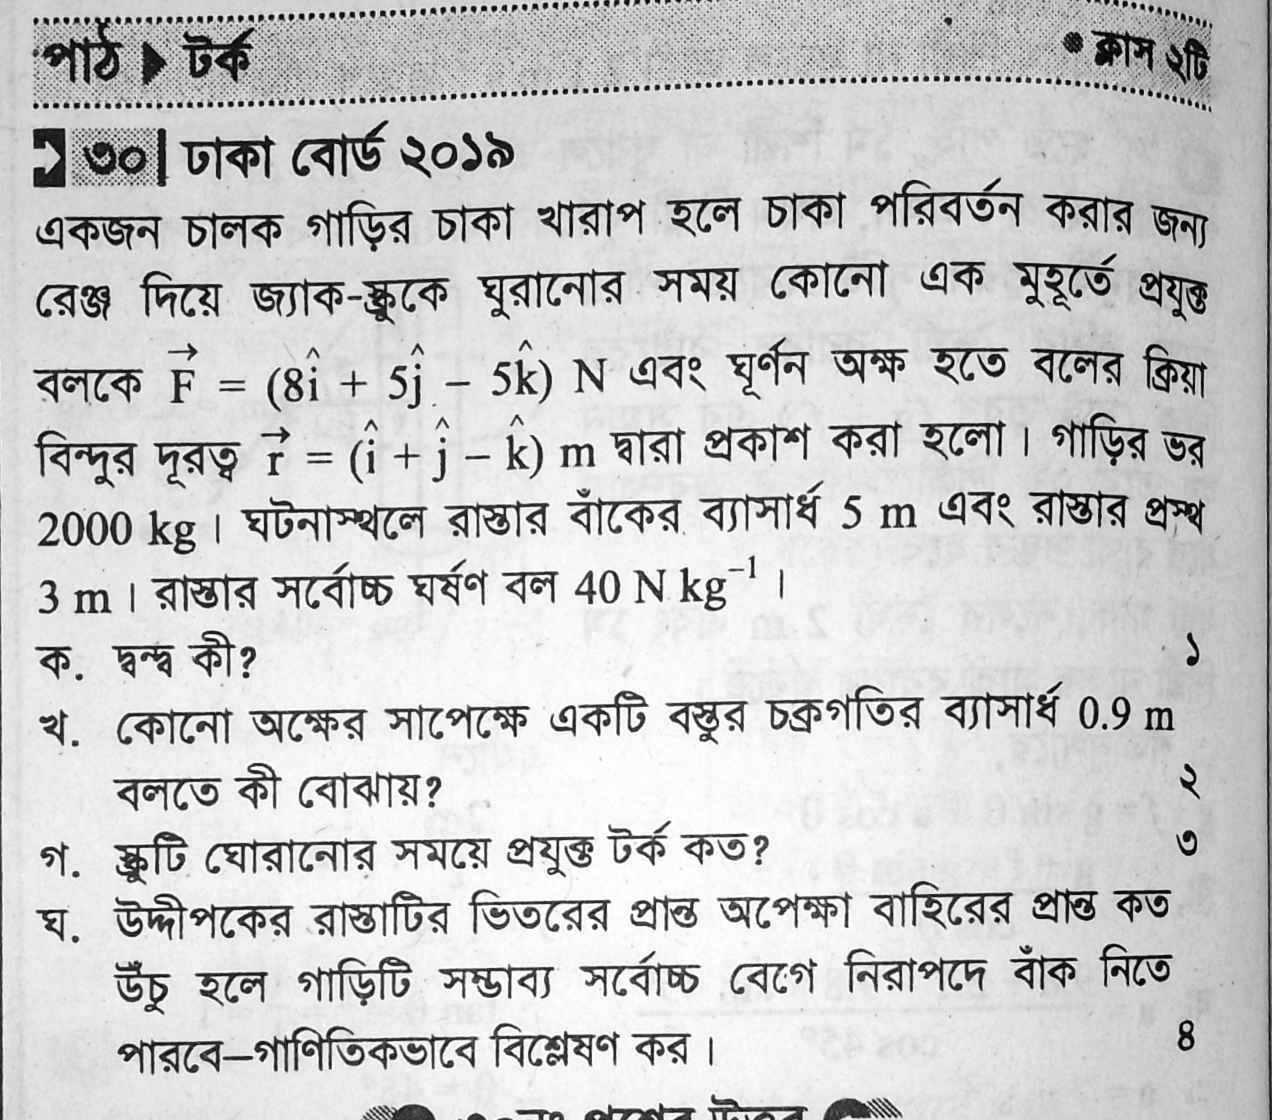 পাঠ ▶ টর্ক
● ক্লাস ২টি
৩০ | ঢাকা বোর্ড ২০১৯
একজন চালক গাড়ির চাকা খারাপ হলে চাকা পরিবর্তন করার জন্য
রেঞ্জ দিয়ে জ্যাক-স্ক্রুকে ঘুরানোর সময় কোনো এক মুহূর্তে প্রযুক্ত
বলকে \(\vec{F} = (8\hat{i} + 5\hat{j} - 5\hat{k})\) N এবং ঘূর্ণন অক্ষ হতে বলের ক্রিয়া
বিন্দুর দূরত্ব \(\vec{r} = (\hat{i} + \hat{j} - \hat{k})\) m দ্বারা প্রকাশ করা হলো। গাড়ির ভর
2000 kg। ঘটনাস্থলে রাস্তার বাঁকের ব্যাসার্ধ 5 m এবং রাস্তার প্রস্থ
3 m। রাস্তার সর্বোচ্চ ঘর্ষণ বল 40 N kg⁻¹।
ক. দ্বন্দ্ব কী? ১
খ. কোনো অক্ষের সাপেক্ষে একটি বস্তুর চক্রগতির ব্যাসার্ধ 0.9 m
বলতে কী বোঝায়? ২
গ. স্ক্রুটি ঘোরানোর সময়ে প্রযুক্ত টর্ক কত? ৩
ঘ. উদ্দীপকের রাস্তাটির ভিতরের প্রান্ত অপেক্ষা বাহিরের প্রান্ত কত
উঁচু হলে গাড়িটি সম্ভাব্য সর্বোচ্চ বেগে নিরাপদে বাঁক নিতে
পারবে—গাণিতিকভাবে বিশ্লেষণ কর। ৪